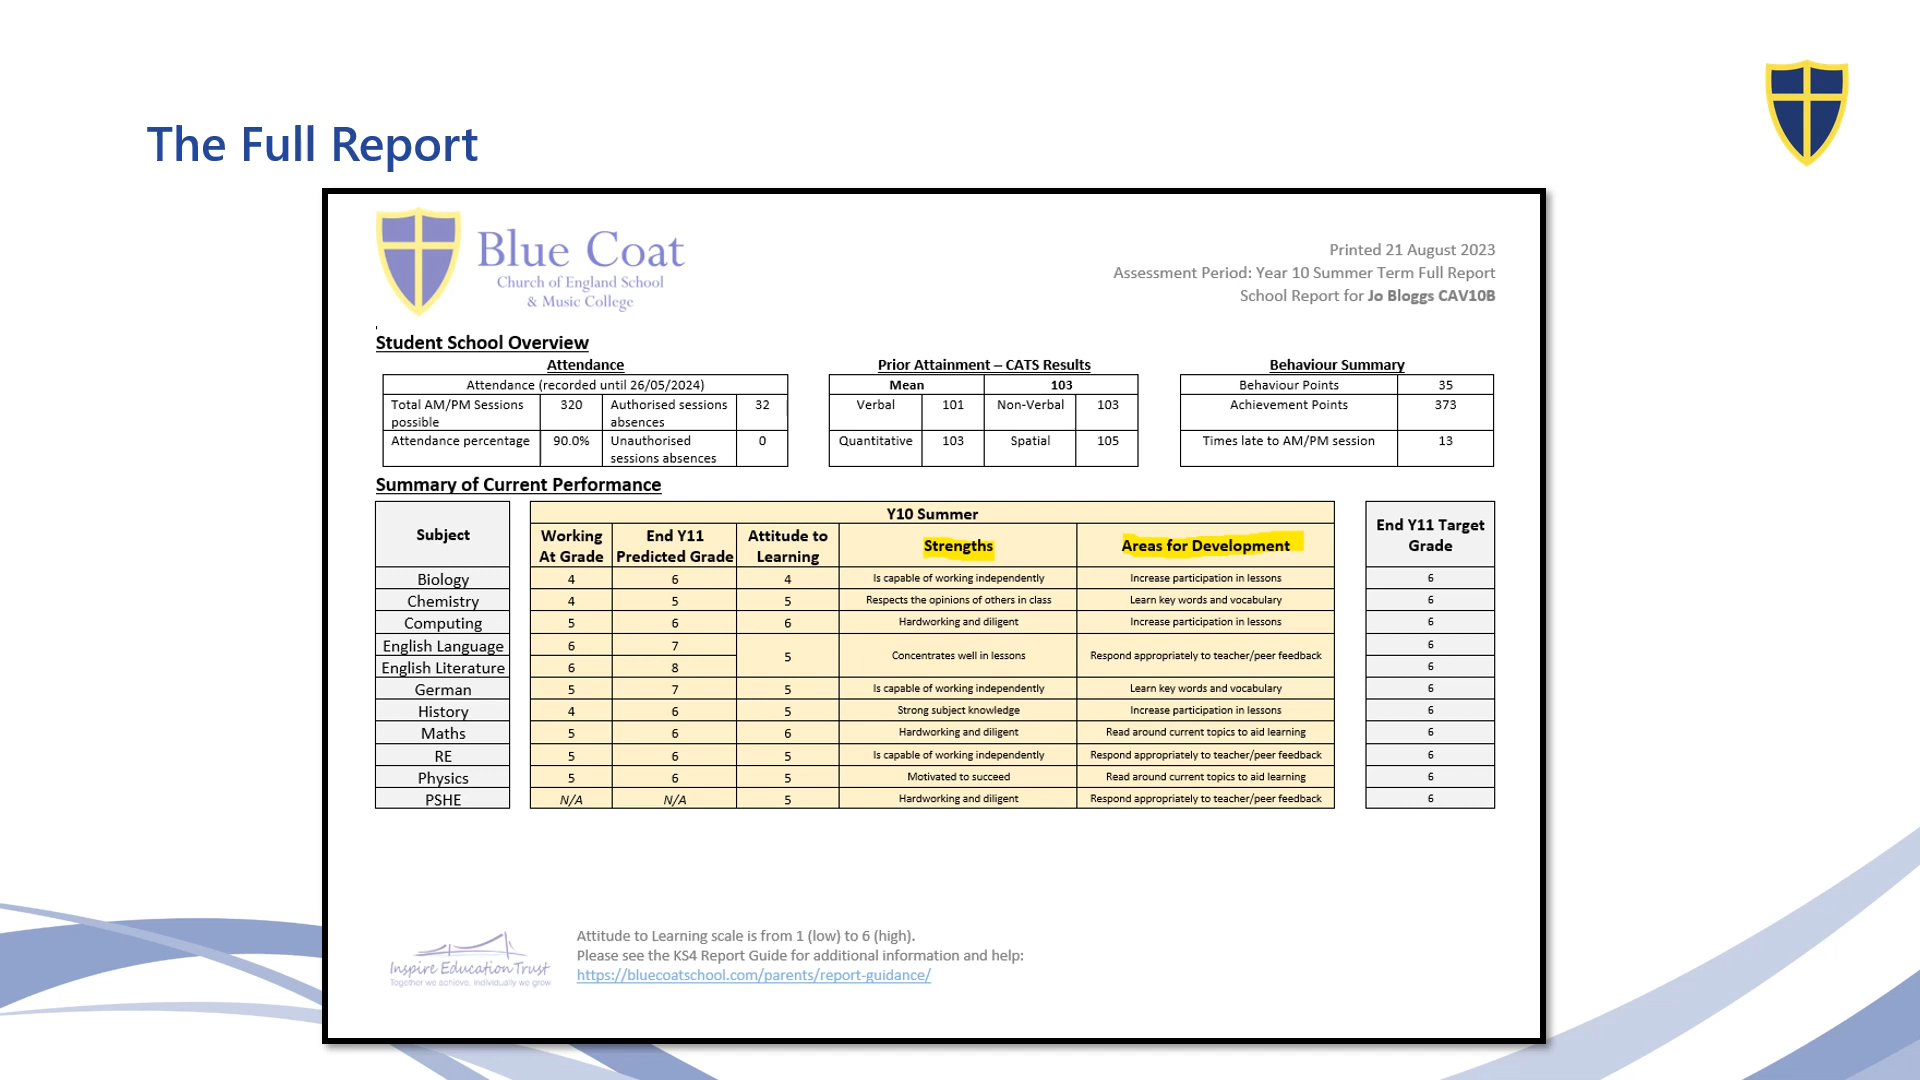 The Full Report
Blue Coat
Church of England School
& Music College
Printed 21 August 2023
Assessment Period: Year 10 Summer Term Full Report
School Report for Jo Bloggs CAV10B
Student School Overview
Attendance
Attendance (recorded until 26/05/2024)
Total AM/PM Sessions possible 320 Authorised sessions absences 32
Attendance percentage 90.0% Unauthorised sessions absences 0
Prior Attainment – CATS Results
Mean 103
Verbal 101 Non-Verbal 103
Quantitative 103 Spatial 105
Behaviour Summary
Behaviour Points 35
Achievement Points 373
Times late to AM/PM session 13
Summary of Current Performance
Y10 Summer
Subject Working At Grade End Y11 Predicted Grade Attitude to Learning Strengths Areas for Development End Y11 Target Grade
Biology 4 6 4 Is capable of working independently Increase participation in lessons 6
Chemistry 4 5 5 Respects the opinions of others in class Learn key words and vocabulary 6
Computing 5 6 6 Hardworking and diligent Increase participation in lessons 6
English Language 6 7 5 Concentrates well in lessons Respond appropriately to teacher/peer feedback 6
English Literature 6 8 6
German 5 7 5 Is capable of working independently Learn key words and vocabulary 6
History 4 6 5 Strong subject knowledge Increase participation in lessons 6
Maths 5 6 6 Hardworking and diligent Read around current topics to aid learning 6
RE 5 6 5 Is capable of working independently Respond appropriately to teacher/peer feedback 6
Physics 5 6 5 Motivated to succeed Read around current topics to aid learning 6
PSHE N/A N/A 5 Hardworking and diligent Respond appropriately to teacher/peer feedback 6
Inspire Education Trust
Together we achieve, individually we grow
Attitude to Learning scale is from 1 (low) to 6 (high).
Please see the KS4 Report Guide for additional information and help:
https://bluecoatschool.com/parents/report-guidance/